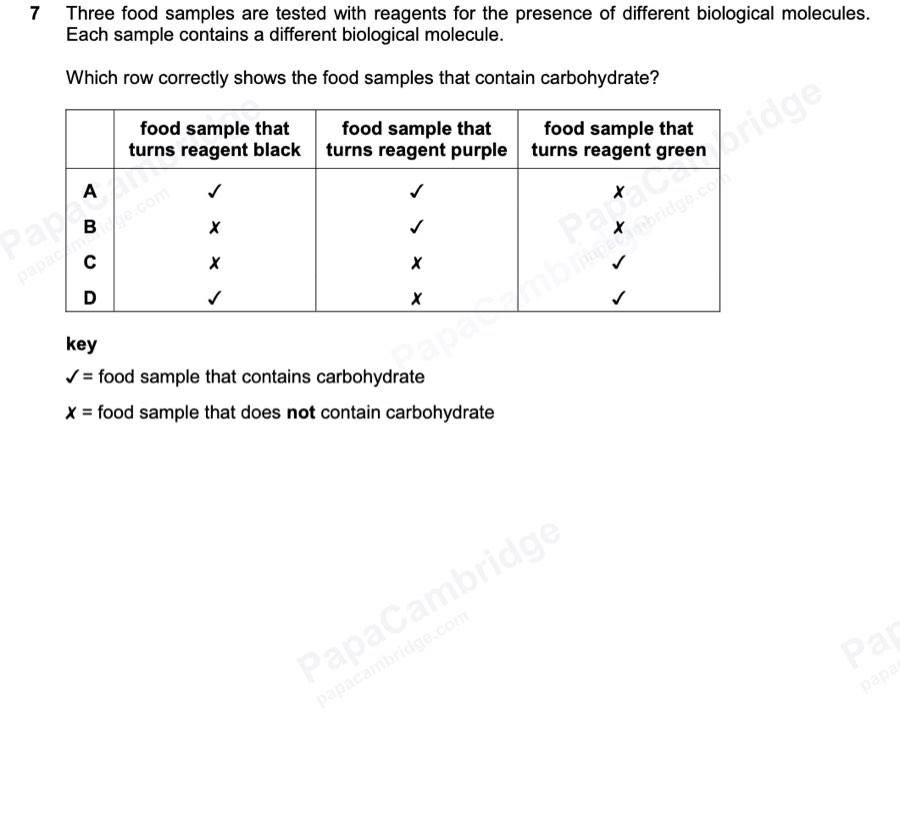 7 Three food samples are tested with reagents for the presence of different biological molecules.
Each sample contains a different biological molecule.
Which row correctly shows the food samples that contain carbohydrate?
food sample that turns reagent black food sample that turns reagent purple food sample that turns reagent green
A ✓ ✓ ✗
B ✗ ✓ ✗
C ✗ ✗ ✓
D ✓ ✗ ✓
key
✓ = food sample that contains carbohydrate
✗ = food sample that does not contain carbohydrate
PapaCambridge
papacambridge.com